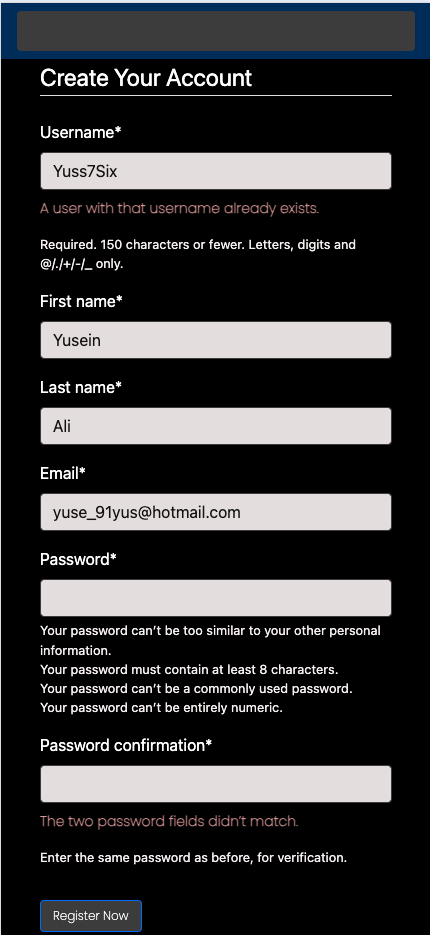 Create Your Account
Username*
Yuss7Six
A user with that username already exists.
Required. 150 characters or fewer. Letters, digits and
@/./+/-/_ only.
First name*
Yusein
Last name*
Ali
Email*
yuse_91yus@hotmail.com
Password*
Your password can’t be too similar to your other personal
information.
Your password must contain at least 8 characters.
Your password can’t be a commonly used password.
Your password can’t be entirely numeric.
Password confirmation*
The two password fields didn’t match.
Enter the same password as before, for verification.
Register Now